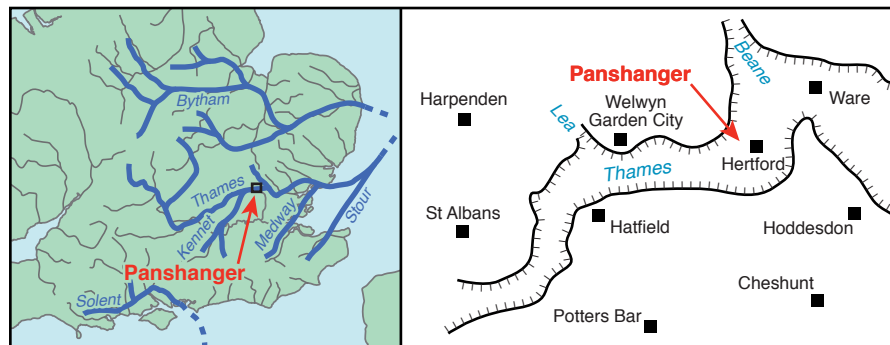 Bytham
Thames
Kennet
Medway
Stour
Panshanger
Solent
Beane
Panshanger
Ware
Harpenden
Welwyn
Garden City
Lea
Hertford
Thames
St Albans
Hatfield
Hoddesdon
Cheshunt
Potters Bar